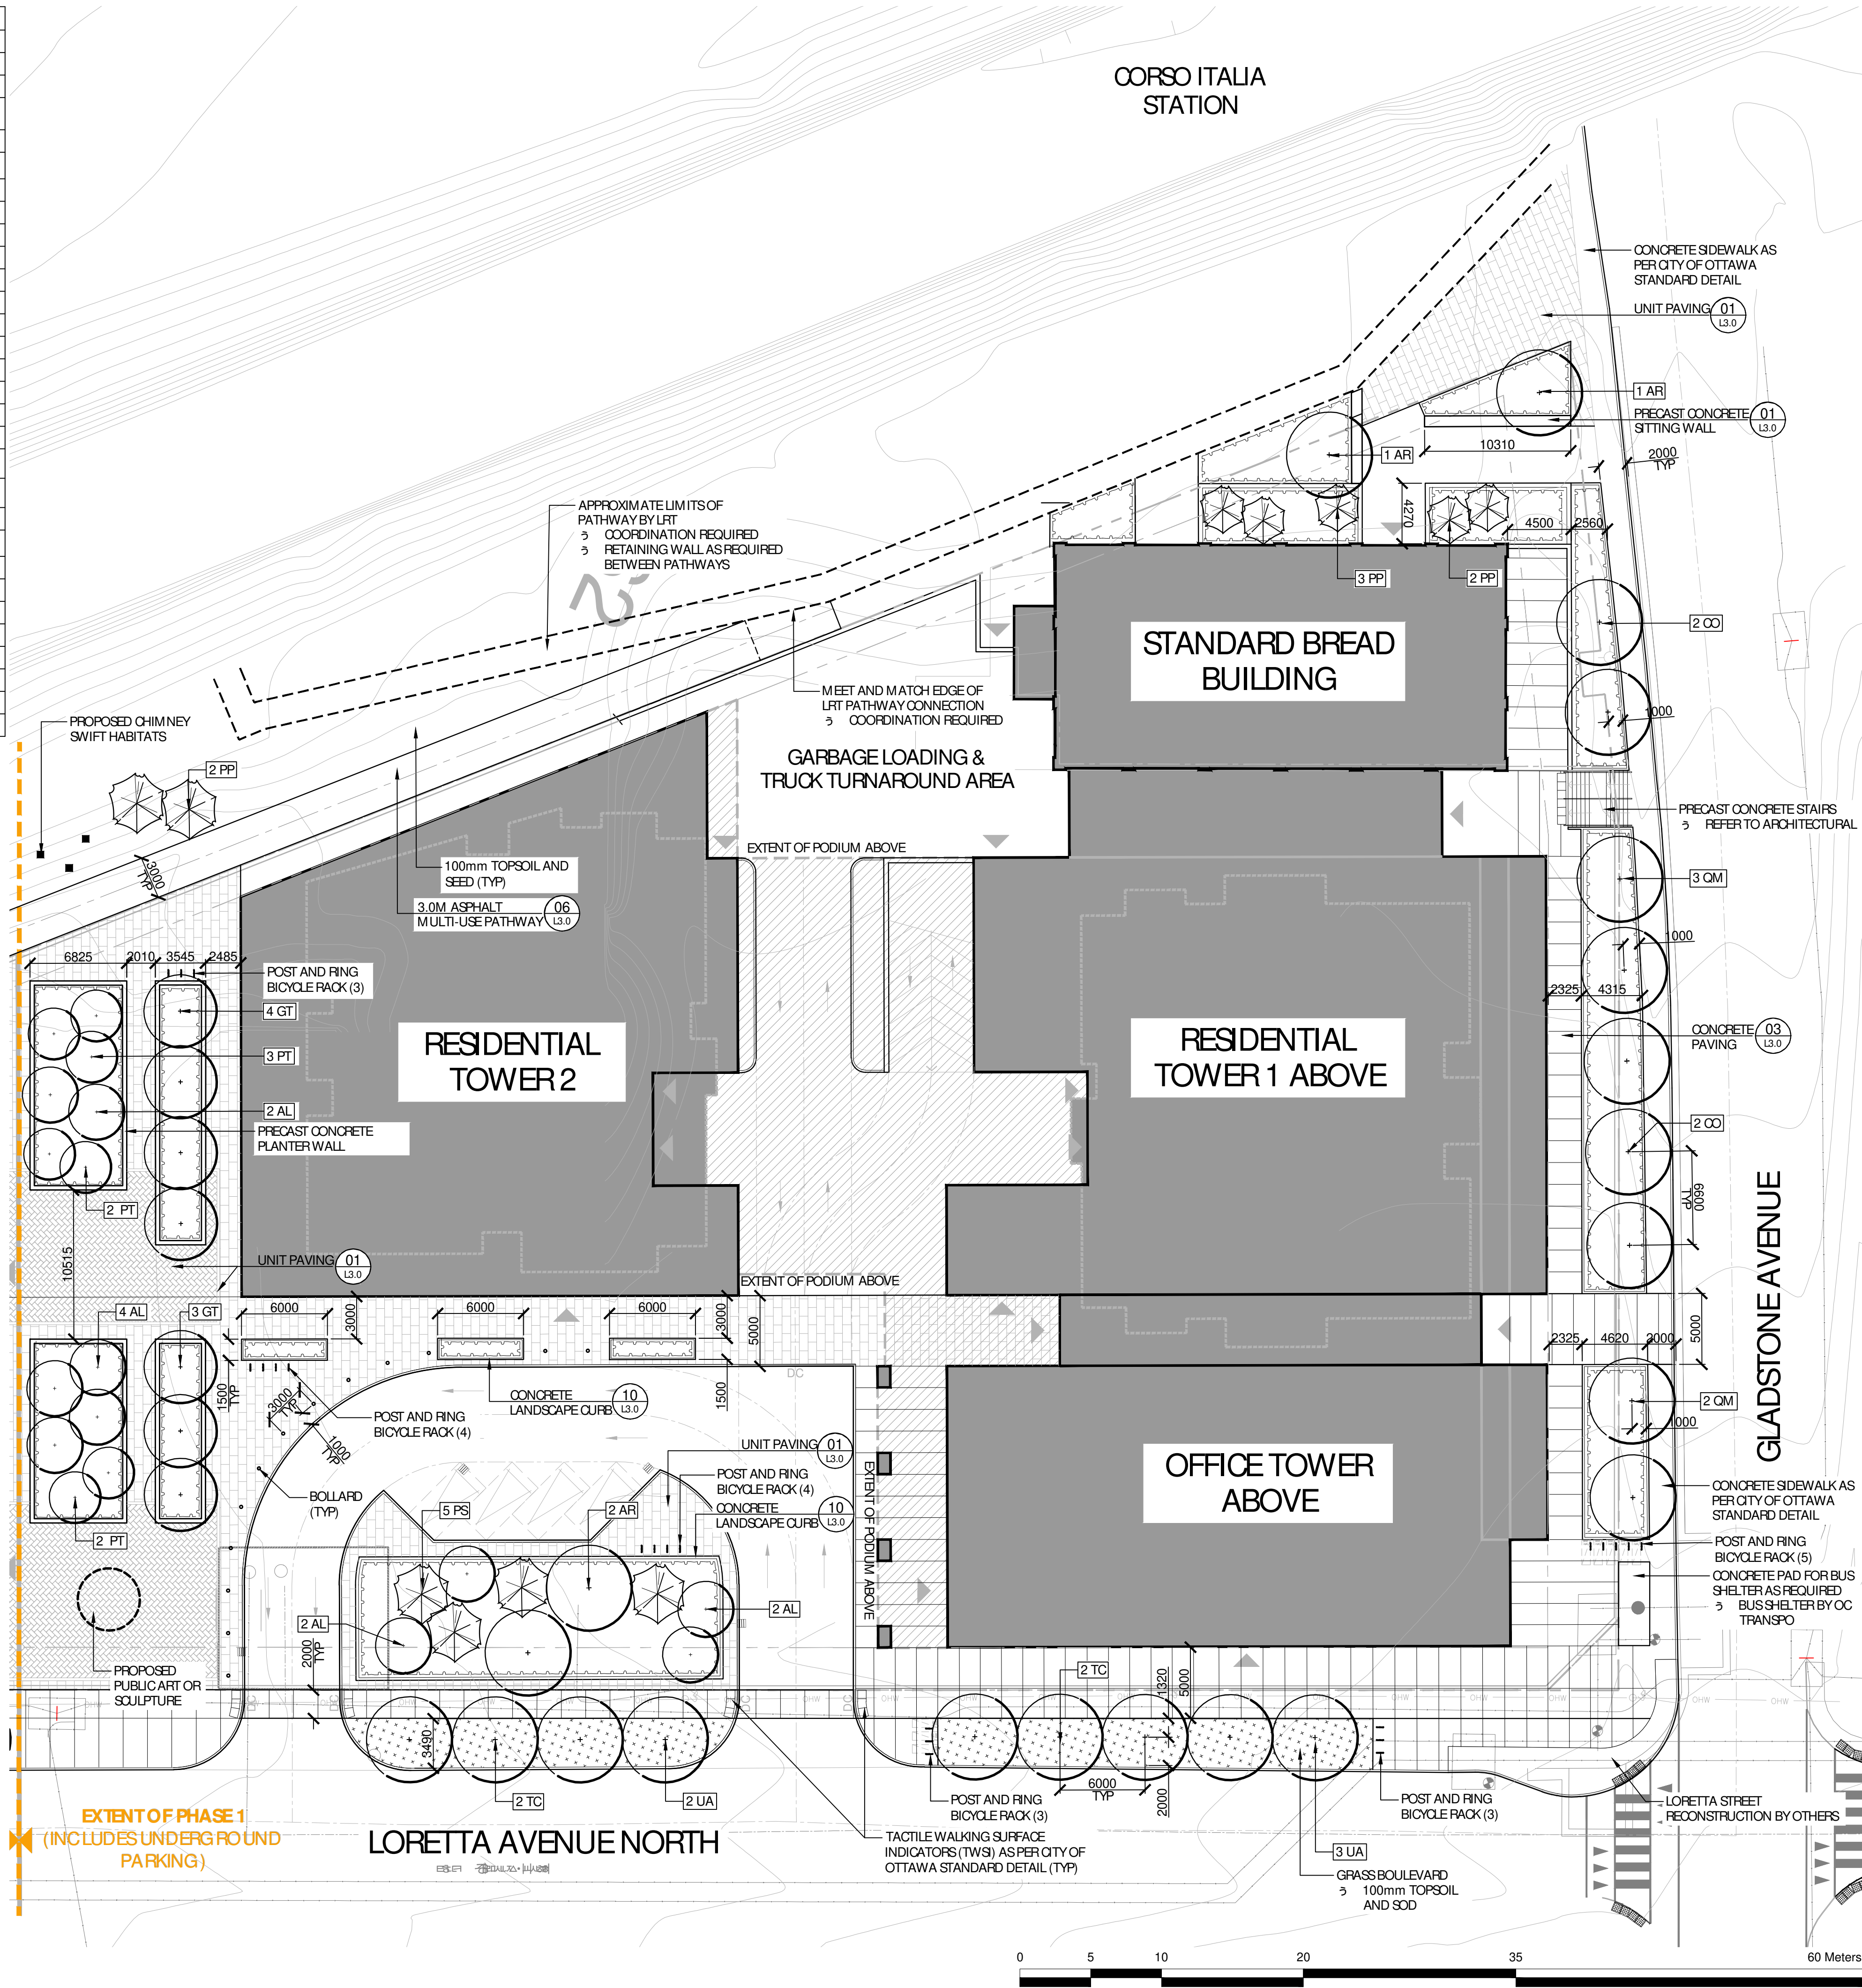 CORSO ITALIA
STATION
CONCRETE SIDEWALK AS
PER CITY OF OTTAWA
STANDARD DETAIL
UNIT PAVING 01
L3.0
1 AR
PRECAST CONCRETE 01
SITTING WALL L3.0
10310
2000
TYP
1 AR
APPROXIMATE LIMITS OF
PATHWAY BY LRT
COORDINATION REQUIRED
RETAINING WALL AS REQUIRED
BETWEEN PATHWAYS
4270
4500
2560
3 PP
2 PP
STANDARD BREAD
BUILDING
2 CO
MEET AND MATCH EDGE OF
LRT PATHWAY CONNECTION
COORDINATION REQUIRED
1000
PROPOSED CHIMNEY
SWIFT HABITATS
2 PP
GARBAGE LOADING &
TRUCK TURNAROUND AREA
PRECAST CONCRETE STAIRS
REFER TO ARCHITECTURAL
EXTENT OF PODIUM ABOVE
3000
TYP
100mm TOPSOIL AND
SEED (TYP)
3.0M ASPHALT 06
MULTI-USE PATHWAY L3.0
3 QM
1000
6825
2010
3545
2485
POST AND RING
BICYCLE RACK (3)
4 GT
2325
4315
RESIDENTIAL
TOWER 2
RESIDENTIAL
TOWER 1 ABOVE
CONCRETE 03
PAVING L3.0
3 PT
2 AL
PRECAST CONCRETE
PLANTER WALL
2 CO
2 PT
6600
TYP
GLADSTONE AVENUE
10515
UNIT PAVING 01
L3.0
EXTENT OF PODIUM ABOVE
4 AL
3 GT
6000
3000
6000
6000
3000
5000
2325
4620
2000
5000
1500
TYP
3000
TYP
1000
TYP
CONCRETE 10
LANDSCAPE CURB L3.0
1500
DC
POST AND RING
BICYCLE RACK (4)
2 QM
1000
UNIT PAVING 01
L3.0
POST AND RING
BICYCLE RACK (4)
CONCRETE 10
LANDSCAPE CURB L3.0
EXTENT OF PODIUM ABOVE
OFFICE TOWER
ABOVE
BOLLARD
(TYP)
5 PS
2 AR
CONCRETE SIDEWALK AS
PER CITY OF OTTAWA
STANDARD DETAIL
2 PT
POST AND RING
BICYCLE RACK (5)
CONCRETE PAD FOR BUS
SHELTER AS REQUIRED
BUS SHELTER BY OC
TRANSPO
2 AL
2 AL
2000
TYP
PROPOSED
PUBLIC ART OR
SCULPTURE
2 TC
1320
5000
OHW
DC
DC
OHW
OHW
OHW
DC
OHW
OHW
OHW
OHW
OHW
OHW
3490
6000
TYP
2000
2 TC
2 UA
POST AND RING
BICYCLE RACK (3)
POST AND RING
BICYCLE RACK (3)
LORETTA STREET
RECONSTRUCTION BY OTHERS
EXTENT OF PHASE 1
(INCLUDES UNDERGROUND
PARKING)
LORETTA AVENUE NORTH
TACTILE WALKING SURFACE
INDICATORS (TWSI) AS PER CITY OF
OTTAWA STANDARD DETAIL (TYP)
3 UA
GRASS BOULEVARD
100mm TOPSOIL
AND SOD
0 5 10 20 35 60 Meters